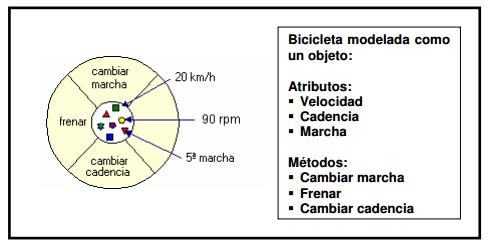 cambiar
marcha
frenar
cambiar
cadencia
20 km/h
90 rpm
5ª marcha
Bicicleta modelada como
un objeto:
Atributos:
▪ Velocidad
▪ Cadencia
▪ Marcha
Métodos:
▪ Cambiar marcha
▪ Frenar
▪ Cambiar cadencia